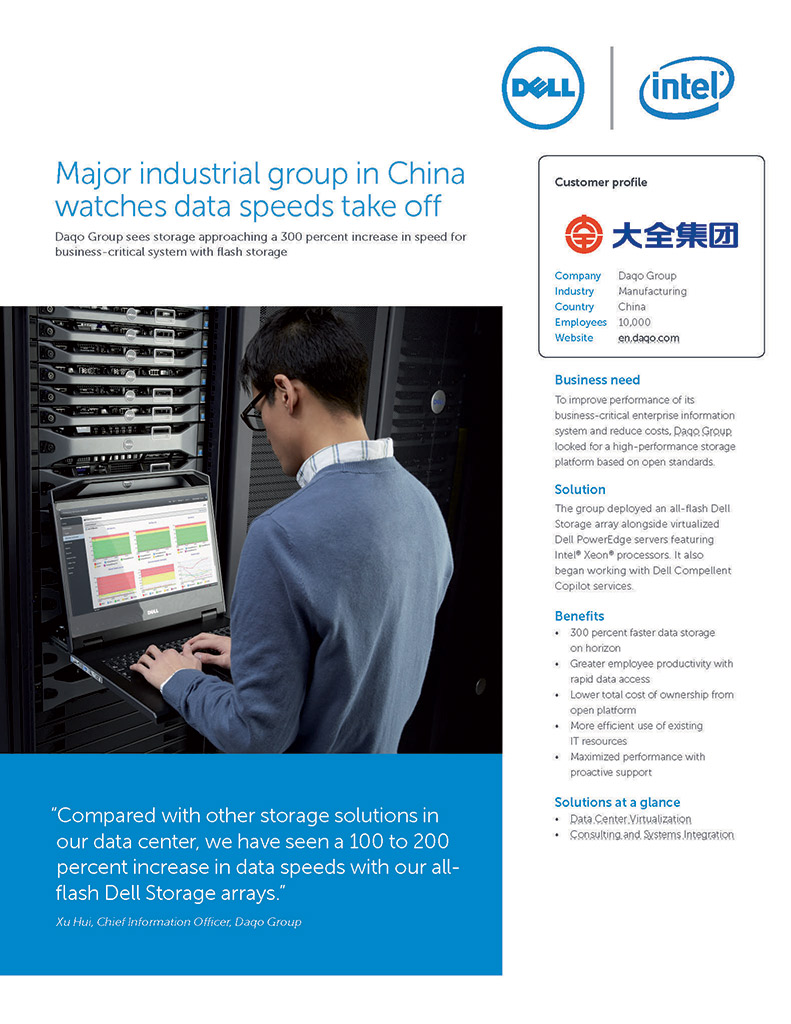 DELL
intel®
Major industrial group in China
watches data speeds take off
Daqo Group sees storage approaching a 300 percent increase in speed for
business-critical system with flash storage
DELL
"Compared with other storage solutions in
our data center, we have seen a 100 to 200
percent increase in data speeds with our all-
flash Dell Storage arrays."
Xu Hui, Chief Information Officer, Daqo Group
Customer profile
大全集团
Company Daqo Group
Industry Manufacturing
Country China
Employees 10,000
Website en.daqo.com
Business need
To improve performance of its
business-critical enterprise information
system and reduce costs, Daqo Group
looked for a high-performance storage
platform based on open standards.
Solution
The group deployed an all-flash Dell
Storage array alongside virtualized
Dell PowerEdge servers featuring
Intel® Xeon® processors. It also
began working with Dell Compellent
Copilot services.
Benefits
• 300 percent faster data storage
on horizon
• Greater employee productivity with
rapid data access
• Lower total cost of ownership from
open platform
• More efficient use of existing
IT resources
• Maximized performance with
proactive support
Solutions at a glance
• Data Center Virtualization
• Consulting and Systems Integration